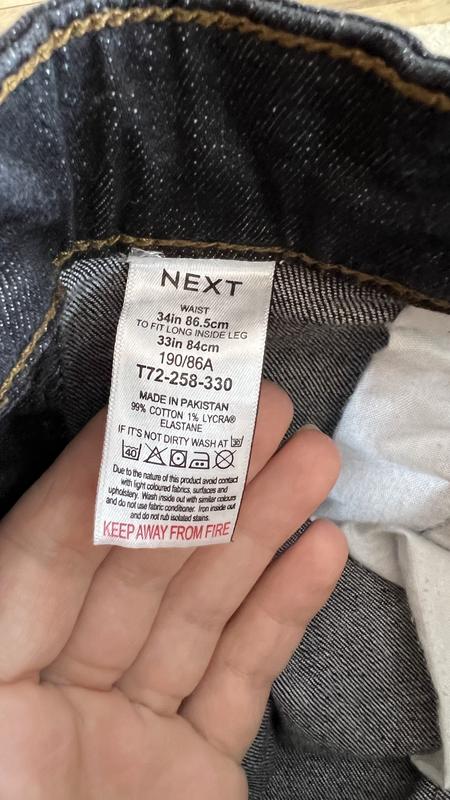 NEXT
WAIST
34in 86.5cm
TO FIT LONG INSIDE LEG
33in 84cm
190/86A
T72-258-330
MADE IN PAKISTAN
99% COTTON 1% LYCRA®
ELASTANE
IF IT'S NOT DIRTY WASH AT 30
40
Due to the nature of this product avoid contact
with light coloured fabrics, surfaces and
upholstery. Wash inside out with similar colours
and do not use fabric conditioner. Iron inside out
and do not rub isolated stains.
KEEP AWAY FROM FIRE